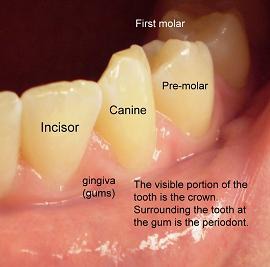 First molar
Pre-molar
Canine
Incisor
gingiva
(gums)
The visible portion of the
tooth is the crown.
Surrounding the tooth at
the gum is the periodont.